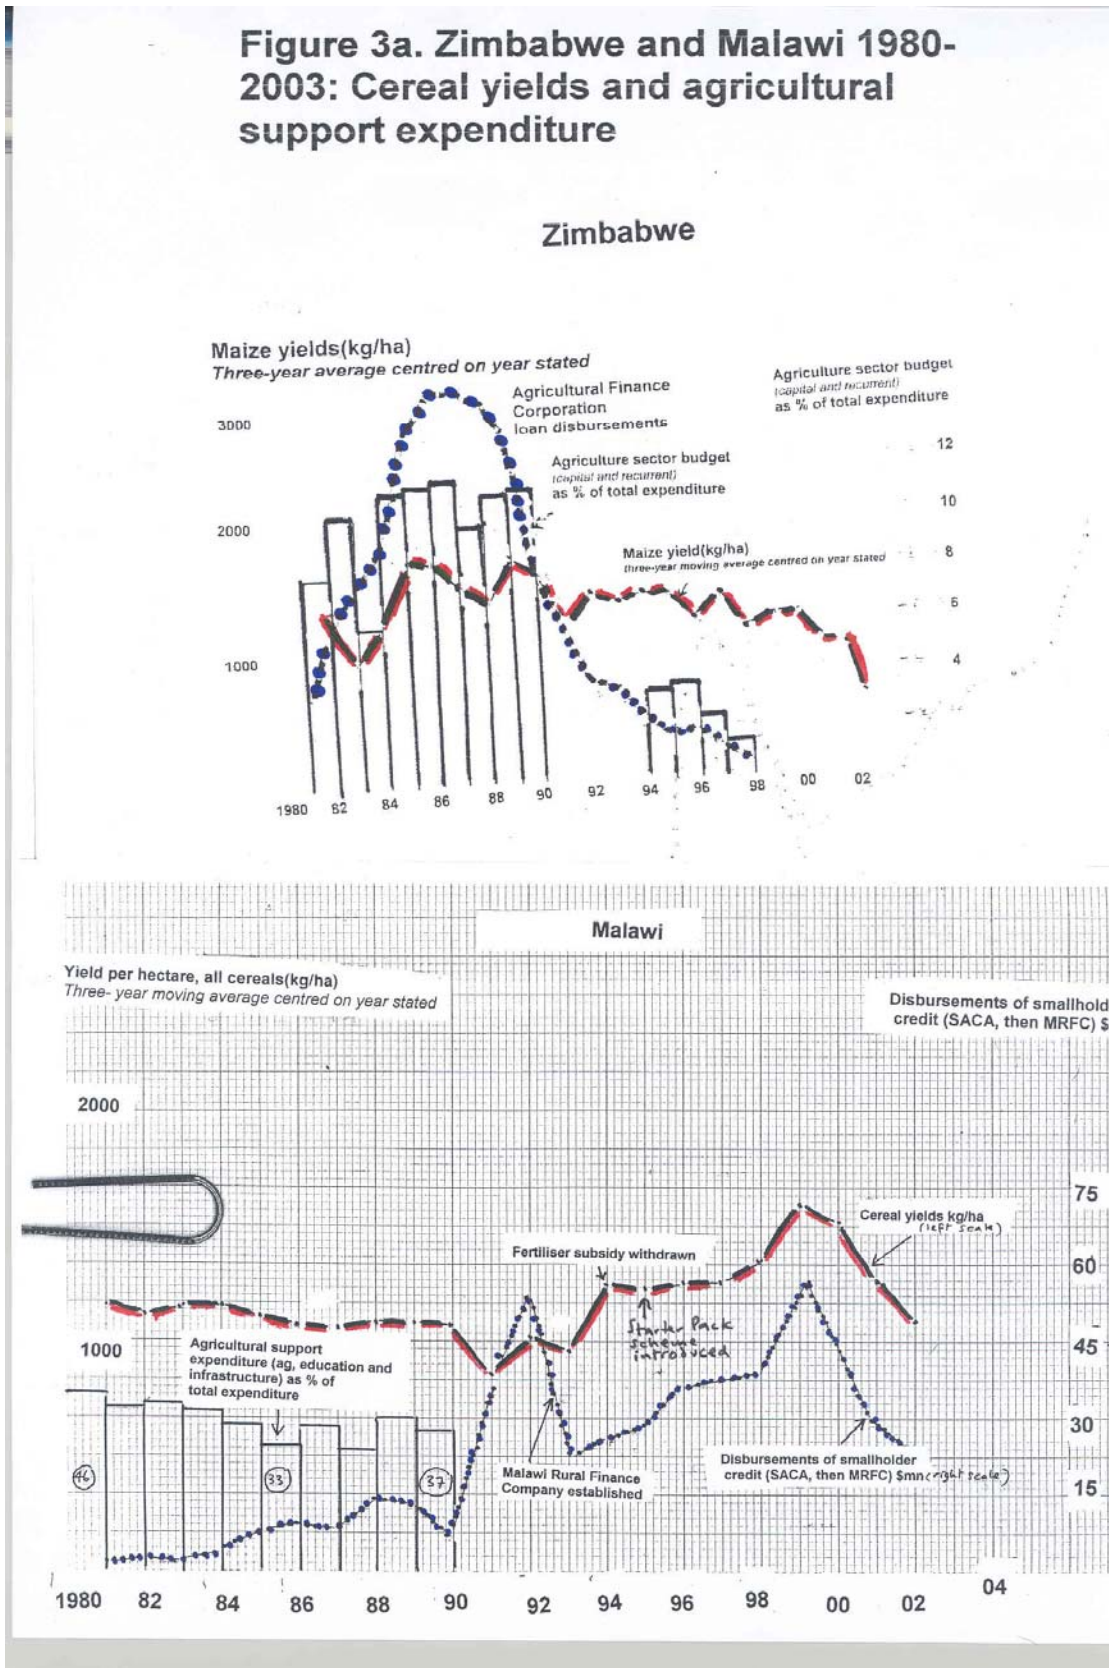 Figure 3a. Zimbabwe and Malawi 1980-
2003: Cereal yields and agricultural
support expenditure
Zimbabwe
Maize yields(kg/ha)
Three-year average centred on year stated
Agricultural Finance
Corporation
loan disbursements
Agriculture sector budget
(capital and recurrent)
as % of total expenditure
Agriculture sector budget
(capital and recurrent)
as % of total expenditure
Maize yield(kg/ha)
three-year moving average centred on year stated
3000
2000
1000
12
10
8
6
4
1980 82 84 86 88 90 92 94 96 98 00 02
Malawi
Yield per hectare, all cereals(kg/ha)
Three- year moving average centred on year stated
Disbursements of smallhold
credit (SACA, then MRFC) $
2000
1000
75
60
45
30
15
Cereal yields kg/ha
(left scale)
Fertiliser subsidy withdrawn
Starter Pack
scheme
introduced
Agricultural support
expenditure (ag, education and
infrastructure) as % of
total expenditure
46
33
37
Malawi Rural Finance
Company established
Disbursements of smallholder
credit (SACA, then MRFC) $mn (right scale)
1980 82 84 86 88 90 92 94 96 98 00 02 04